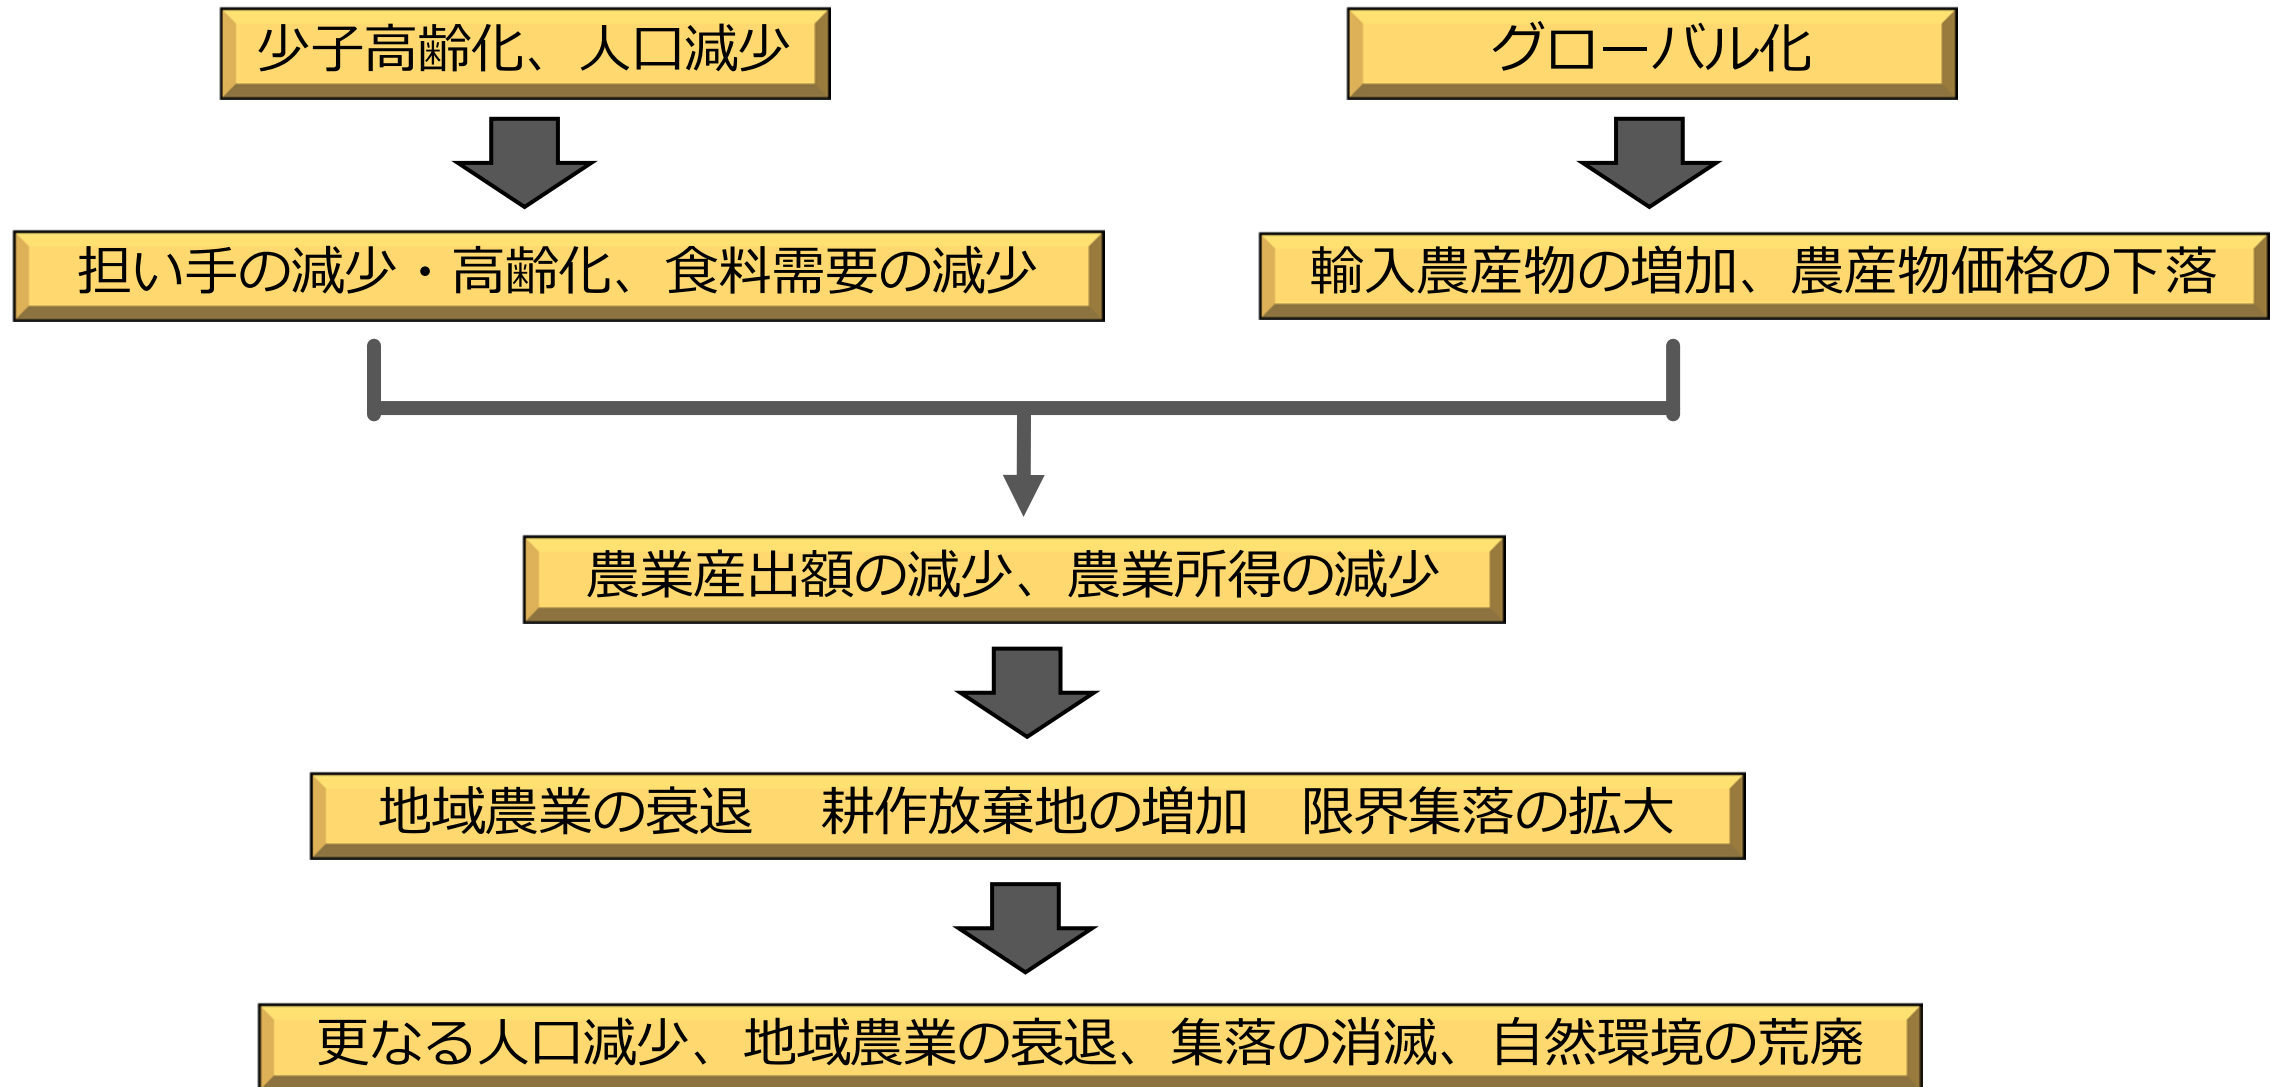 少子高齢化、人口減少
グローバル化
担い手の減少・高齢化、食料需要の減少
輸入農産物の増加、農産物価格の下落
農業産出額の減少、農業所得の減少
地域農業の衰退　耕作放棄地の増加　限界集落の拡大
更なる人口減少、地域農業の衰退、集落の消滅、自然環境の荒廃